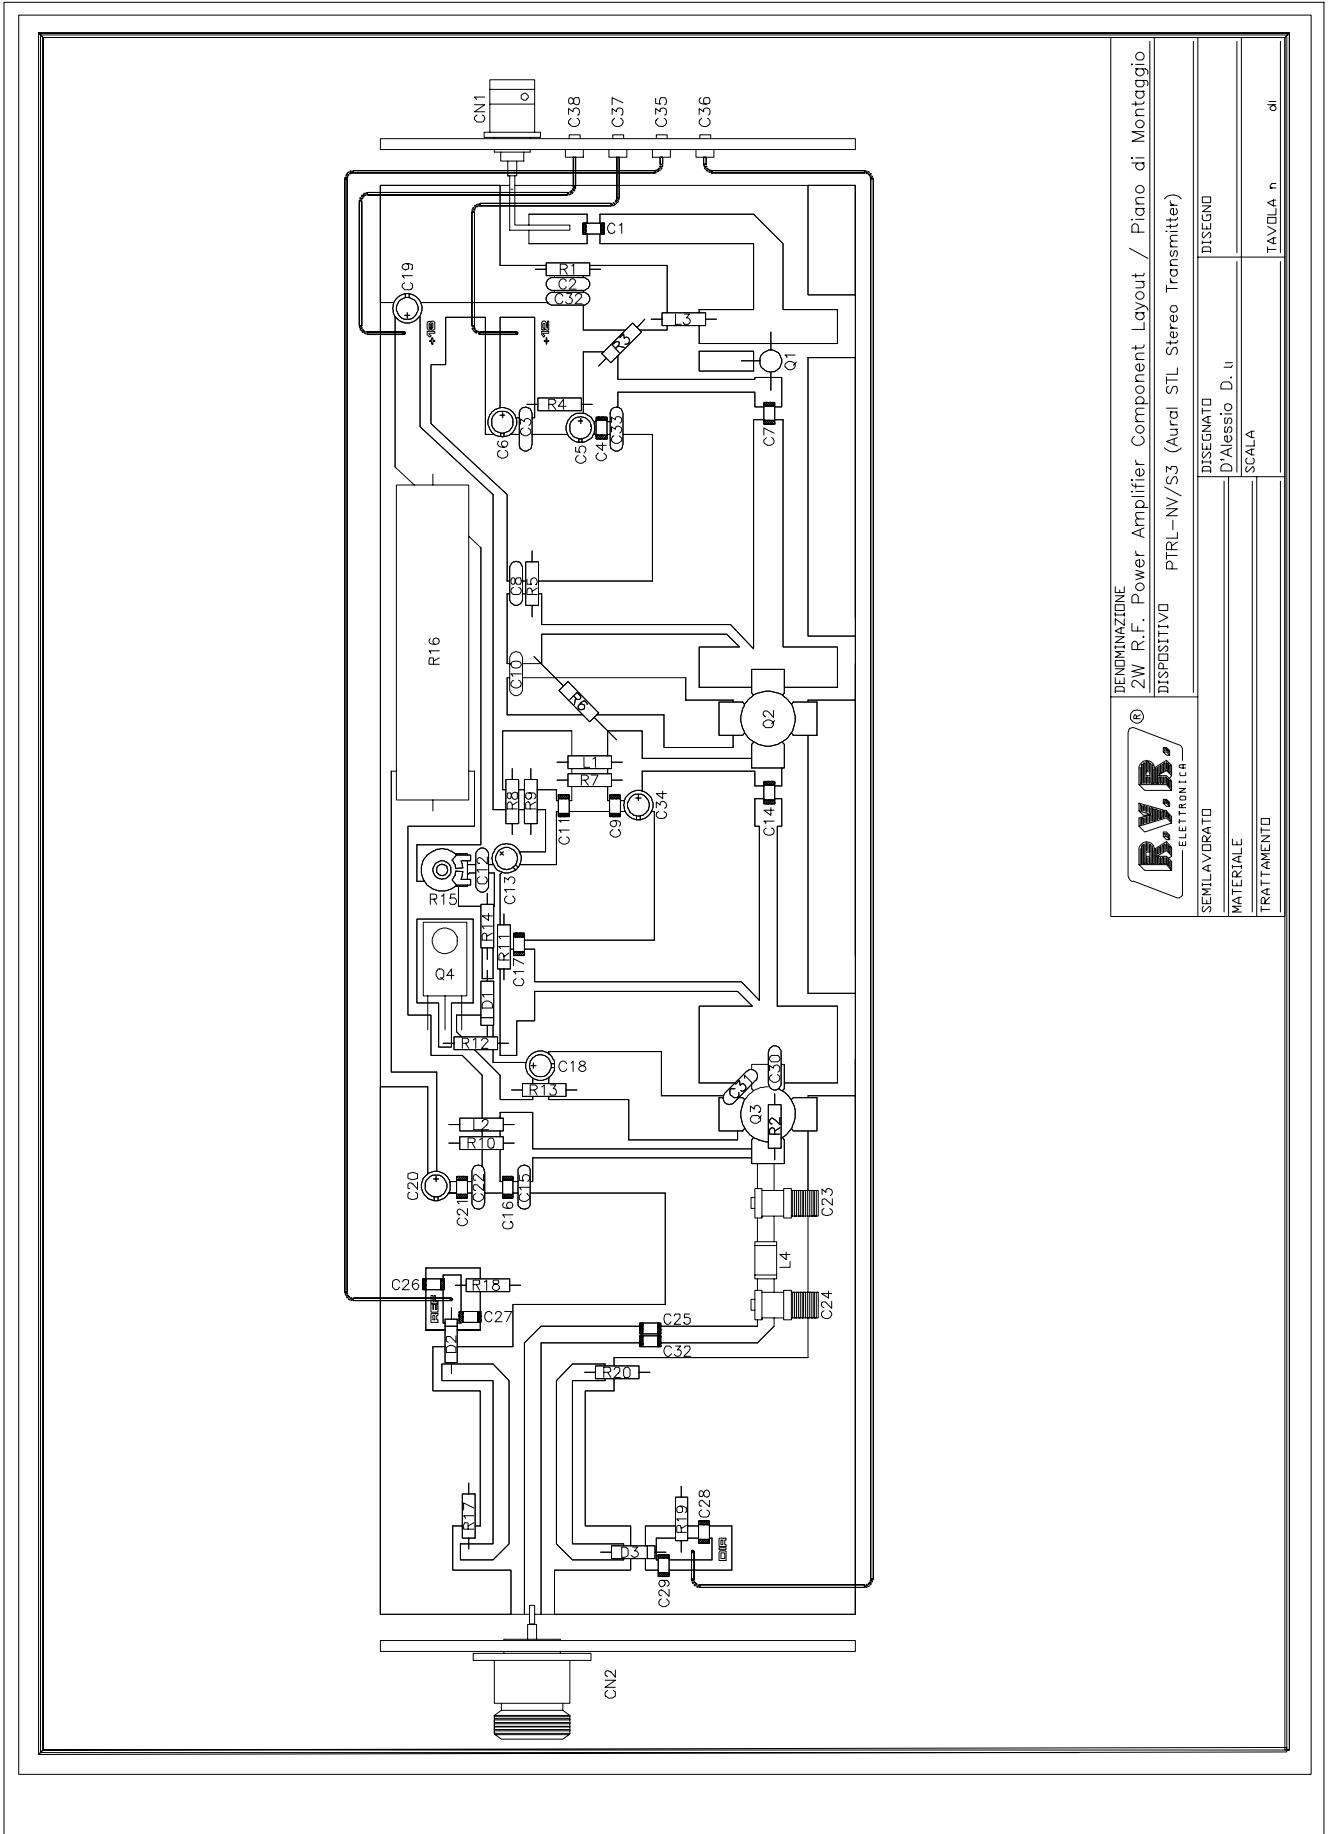 CN1
C38
C37
C35
C36
C1
C19
+18
+12
R1
C2
C32
L3
R3
Q1
R4
C6
C3
C5
C4
C33
C7
R16
C8
R5
C10
R6
Q2
L1
R7
R8
R9
C11
C9
C34
C14
R15
C12
C13
R14
R11
C17
Q4
D1
R12
C18
R13
C31
C30
Q3
R2
L2
R10
C20
C21
C22
C16
C15
C23
L4
C24
C26
R18
REF
C27
D2
C25
C32
R20
R17
R19
C28
D3
DIR
C29
CN2
R.V.R.®
ELETTRONICA
DENOMINAZIONE
2W R.F. Power Amplifier Component Layout / Piano di Montaggio
DISPOSITIVO
PTRL-NV/S3 (Aural STL Stereo Transmitter)
SEMILAVORATO
DISEGNATO
D'Alessio D.
DISEGNO
MATERIALE
SCALA
TRATTAMENTO
TAVOLA n
di